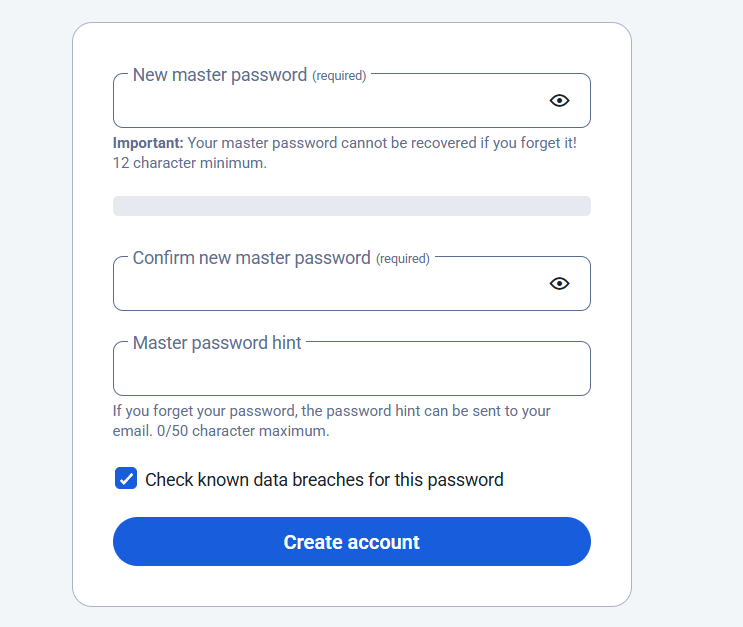 New master password (required)
Important: Your master password cannot be recovered if you forget it!
12 character minimum.
Confirm new master password (required)
Master password hint
If you forget your password, the password hint can be sent to your
email. 0/50 character maximum.
Check known data breaches for this password
Create account